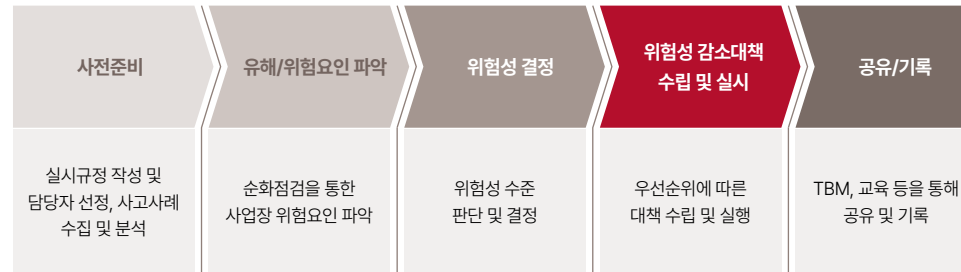 사전준비
유해/위험요인 파악
위험성 결정
위험성 감소대책
수립 및 실시
공유/기록
실시규정 작성 및
담당자 선정, 사고사례
수집 및 분석
순화점검을 통한
사업장 위험요인 파악
위험성 수준
판단 및 결정
우선순위에 따른
대책 수립 및 실행
TBM, 교육 등을 통해
공유 및 기록